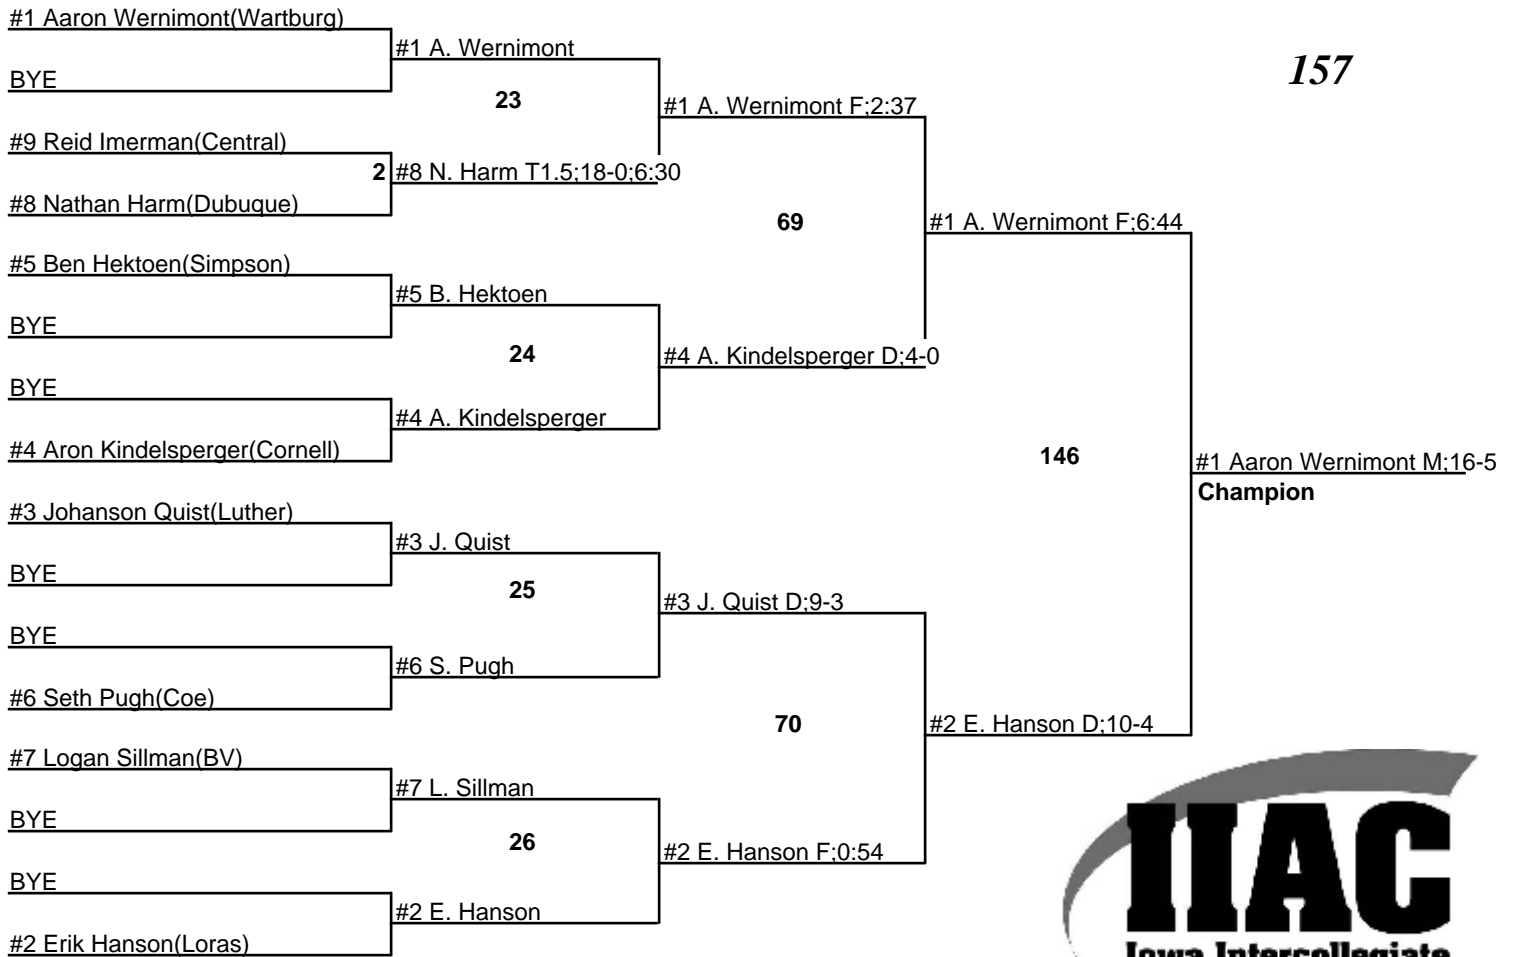 #1 Aaron Wernimont(Wartburg)
#1 A. Wernimont
157
BYE
23
#1 A. Wernimont F;2:37
#9 Reid Imerman(Central)
2 #8 N. Harm T1.5;18-0;6:30
#8 Nathan Harm(Dubuque)
69
#1 A. Wernimont F;6:44
#5 Ben Hektoen(Simpson)
#5 B. Hektoen
BYE
24
#4 A. Kindelsperger D;4-0
BYE
#4 A. Kindelsperger
#4 Aron Kindelsperger(Cornell)
146
#1 Aaron Wernimont M;16-5
Champion
#3 Johanson Quist(Luther)
#3 J. Quist
BYE
25
#3 J. Quist D;9-3
BYE
#6 S. Pugh
#6 Seth Pugh(Coe)
70
#2 E. Hanson D;10-4
#7 Logan Sillman(BV)
#7 L. Sillman
BYE
26
#2 E. Hanson F;0:54
BYE
#2 E. Hanson
#2 Erik Hanson(Loras)
IIAC
Iowa Intercollegiate